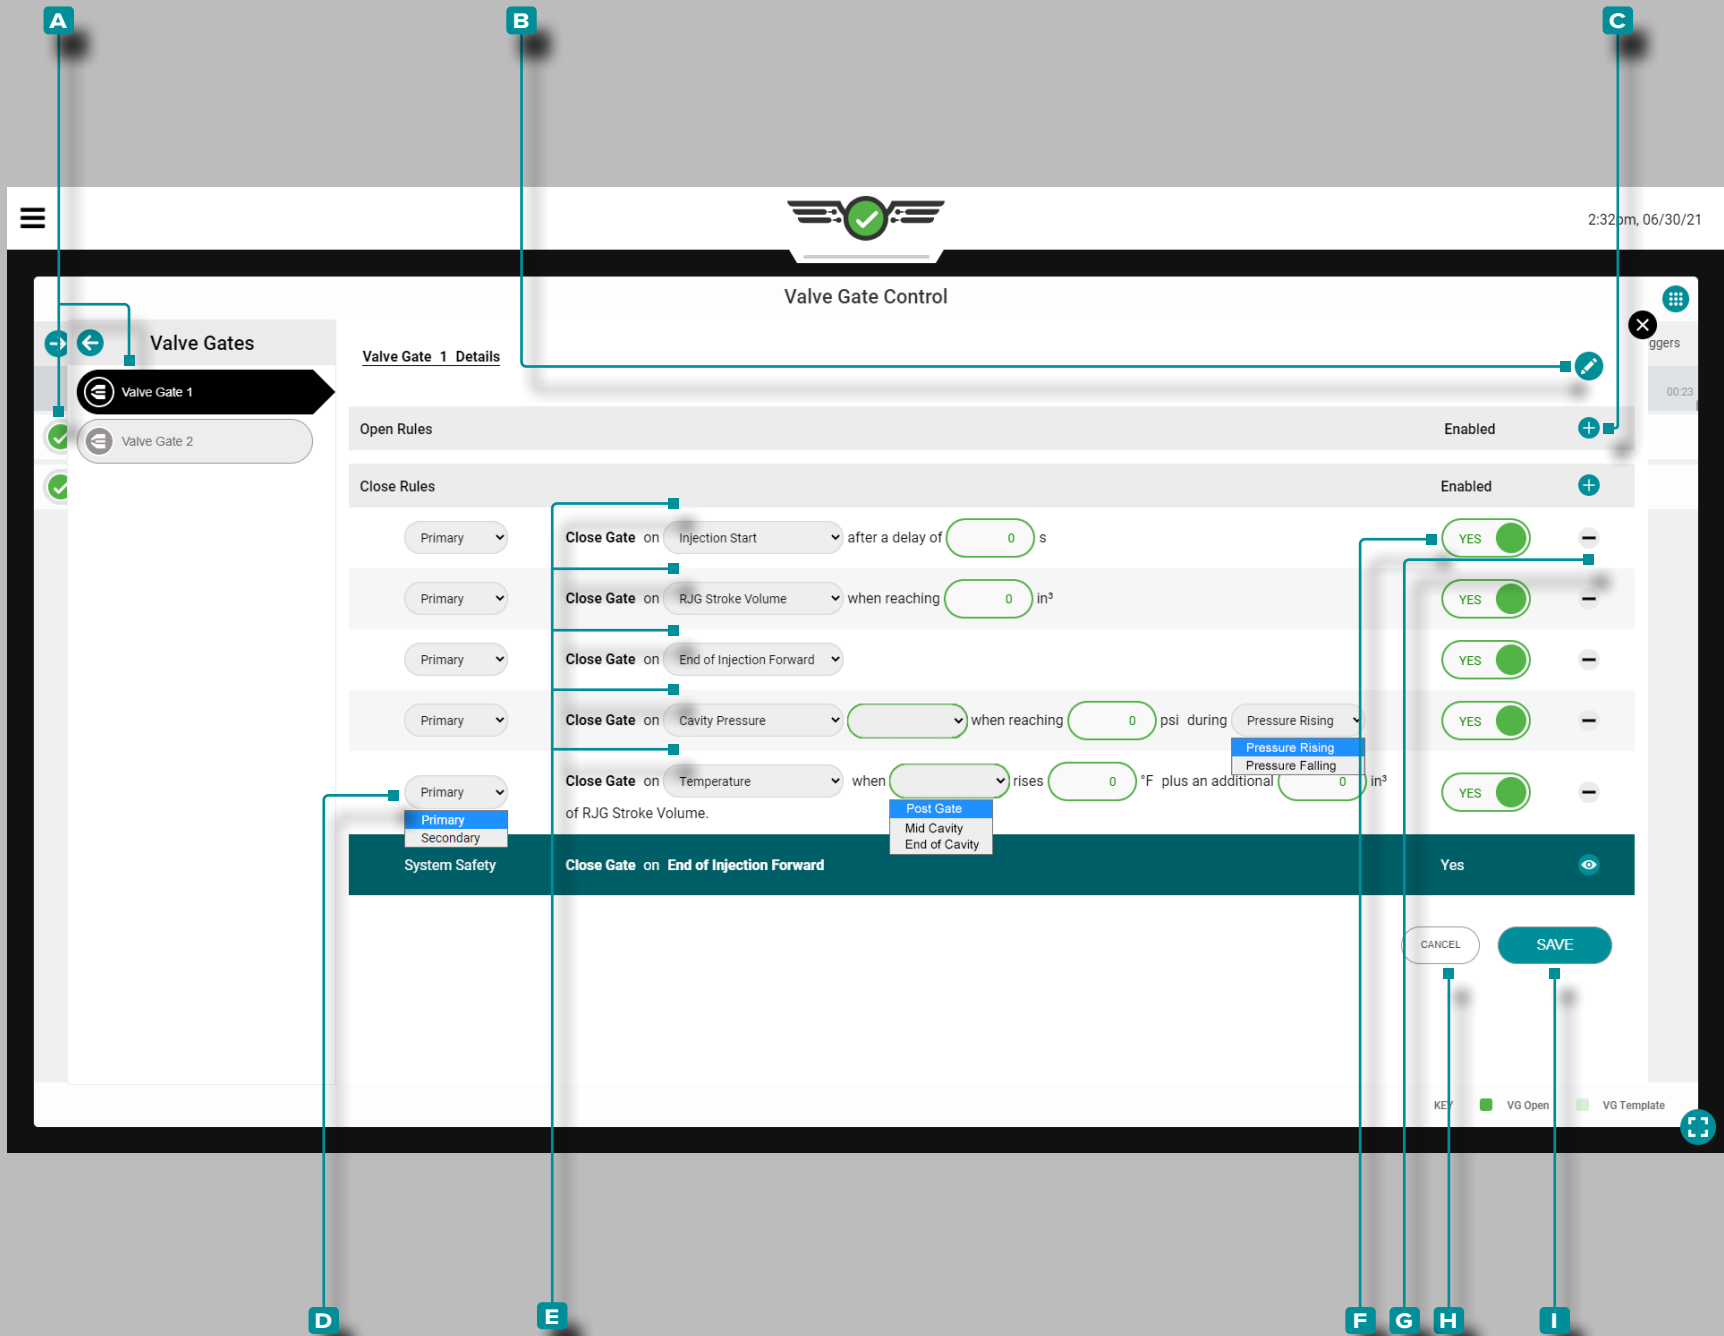 A
B
C
2:32pm, 06/30/21
Valve Gate Control
Valve Gates
ggers
Valve Gate 1 Details
Valve Gate 1
00:23
Valve Gate 2
Open Rules Enabled
Close Rules Enabled
Primary Close Gate on Injection Start after a delay of 0 s YES
Primary Close Gate on RJG Stroke Volume when reaching 0 in³ YES
Primary Close Gate on End of Injection Forward YES
Primary Close Gate on Cavity Pressure when reaching 0 psi during Pressure Rising YES
Pressure Rising
Pressure Falling
Primary Close Gate on Temperature when rises 0 °F plus an additional 0 in³ YES
of RJG Stroke Volume.
Primary
Secondary
Post Gate
Mid Cavity
End of Cavity
System Safety Close Gate on End of Injection Forward Yes
CANCEL SAVE
KEY VG Open VG Template
D
E
F
G
H
I